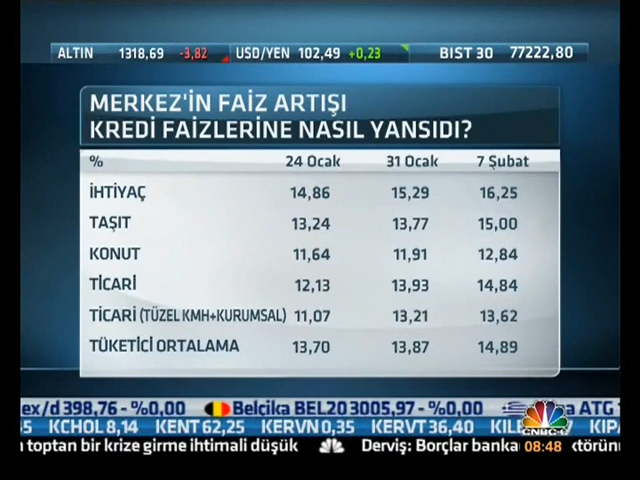 ALTIN 1318,69 -3,82 USD/YEN 102,49 +0,23 BIST 30 77222,80
MERKEZ'İN FAİZ ARTIŞI
KREDİ FAİZLERİNE NASIL YANSIDI?
% 24 Ocak 31 Ocak 7 Şubat
İHTİYAÇ 14,86 15,29 16,25
TAŞIT 13,24 13,77 15,00
KONUT 11,64 11,91 12,84
TİCARİ 12,13 13,93 14,84
TİCARİ (TÜZEL KMH+KURUMSAL) 11,07 13,21 13,62
TÜKETİCİ ORTALAMA 13,70 13,87 14,89
ex/d 398,76 - %0,00 Belçika BEL20 3005,97 - %0,00 ATG
KCHOL 8,14 KENT 62,25 KERVN 0,35 KERVT 36,40
n toptan bir krize girme ihtimali düşük Derviş: Borçlar banka 08:48 ktörün